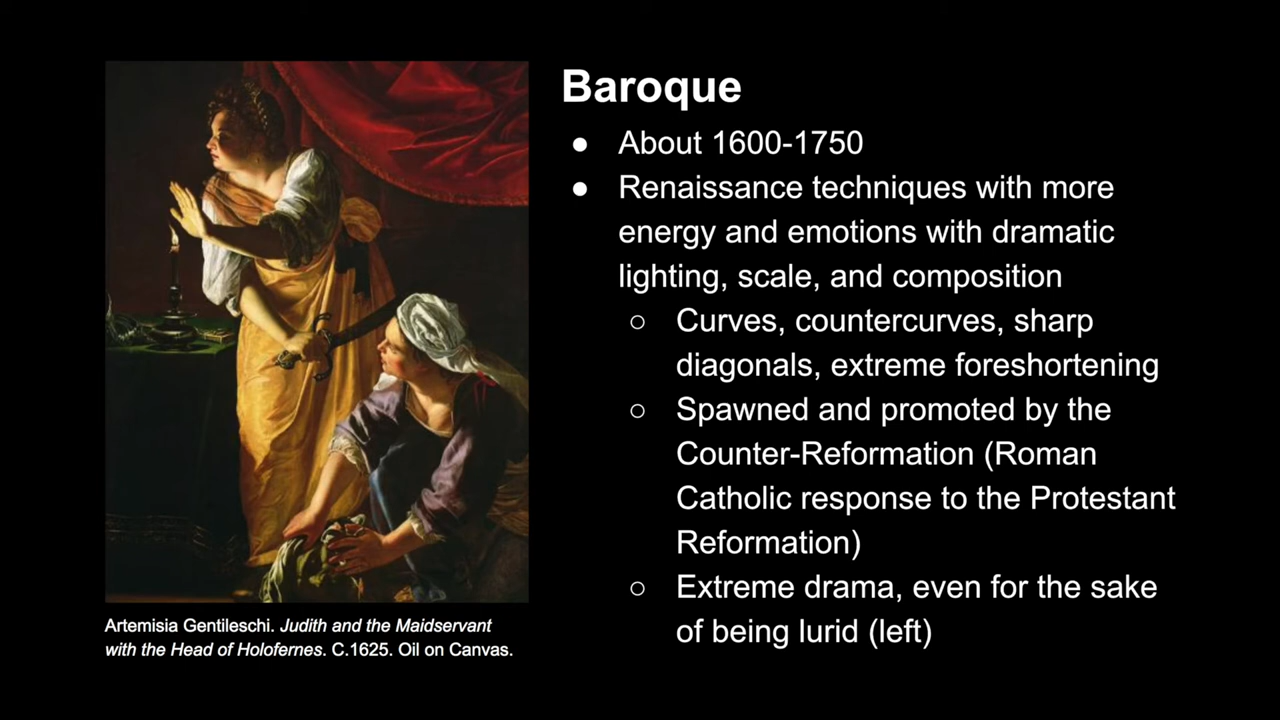 Baroque
● About 1600-1750
● Renaissance techniques with more
energy and emotions with dramatic
lighting, scale, and composition
○ Curves, countercurves, sharp
diagonals, extreme foreshortening
○ Spawned and promoted by the
Counter-Reformation (Roman
Catholic response to the Protestant
Reformation)
○ Extreme drama, even for the sake
of being lurid (left)
Artemisia Gentileschi. Judith and the Maidservant
with the Head of Holofernes. C.1625. Oil on Canvas.